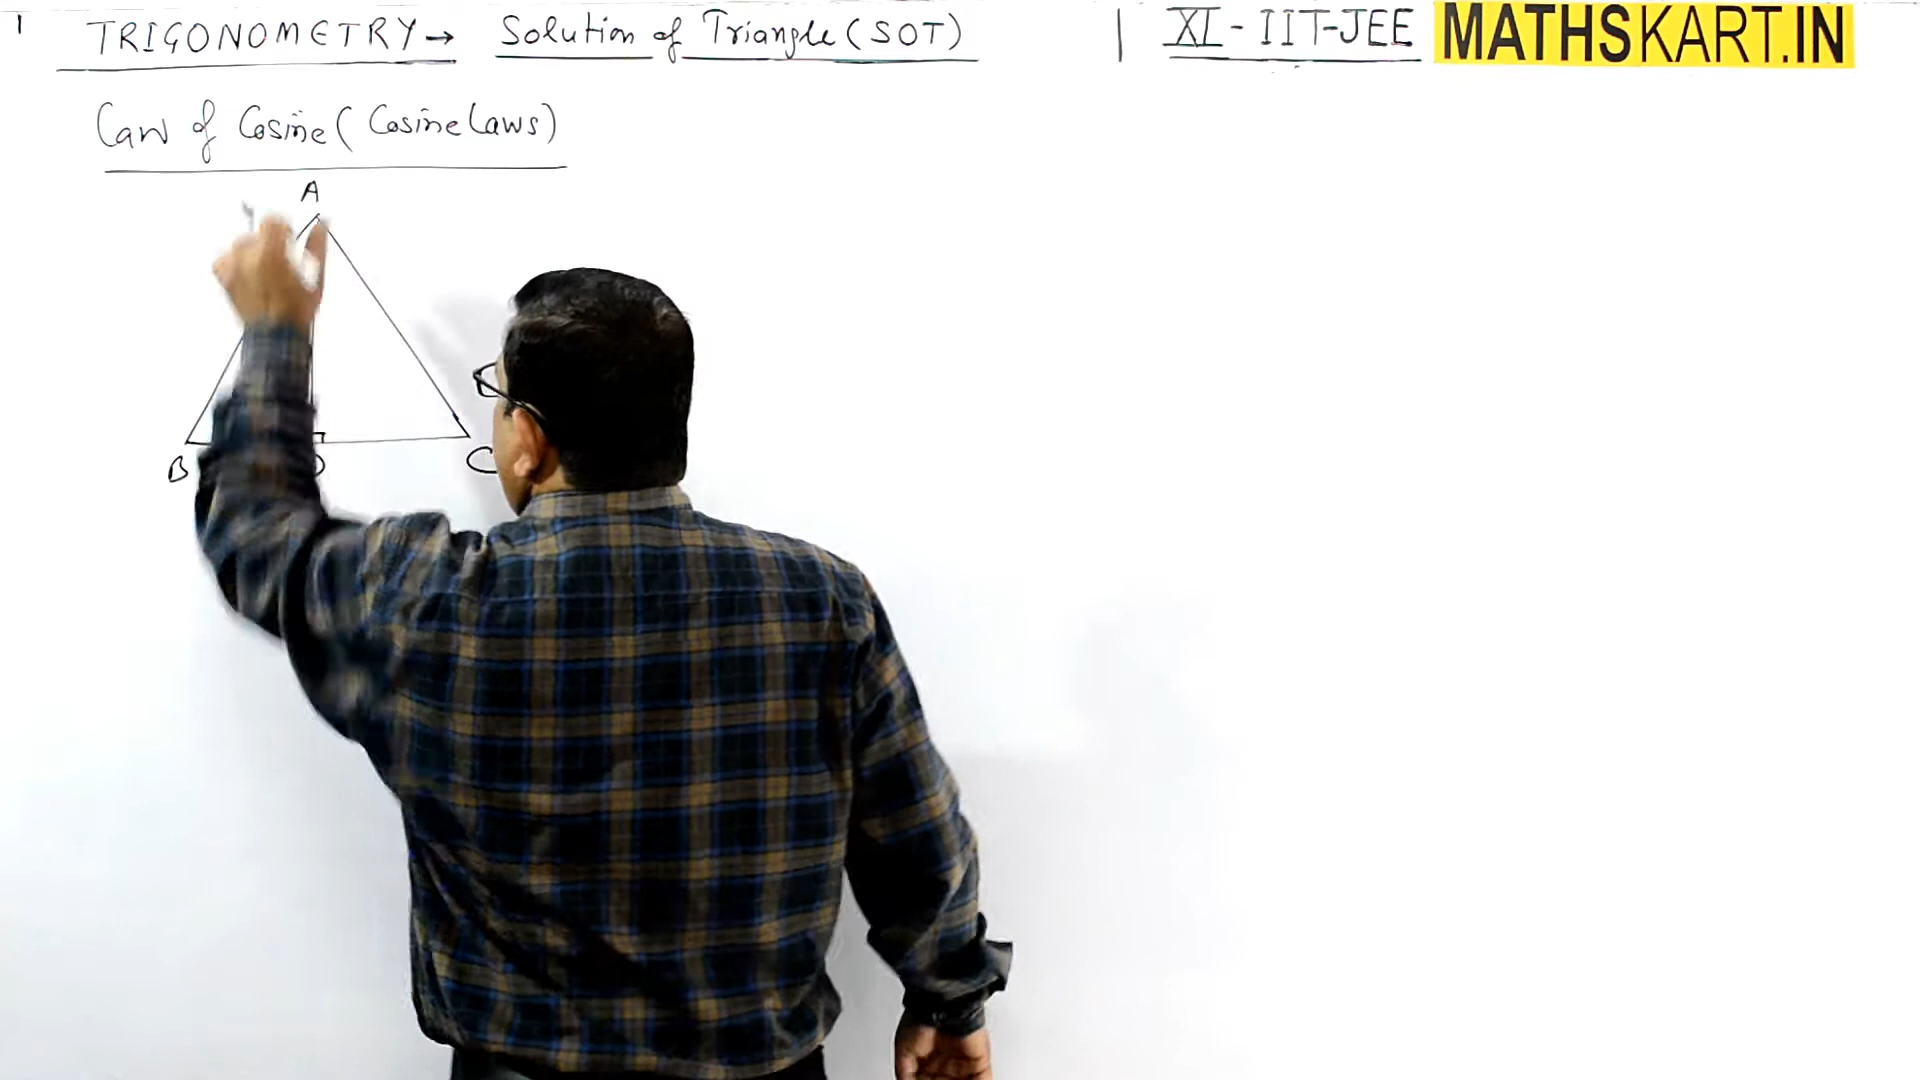 1 TRIGONOMETRY → Solution of Triangle (SOT) | XI - IIT-JEE MATHSKART.IN
Law of Cosine ( Cosine Laws)
A
B D C